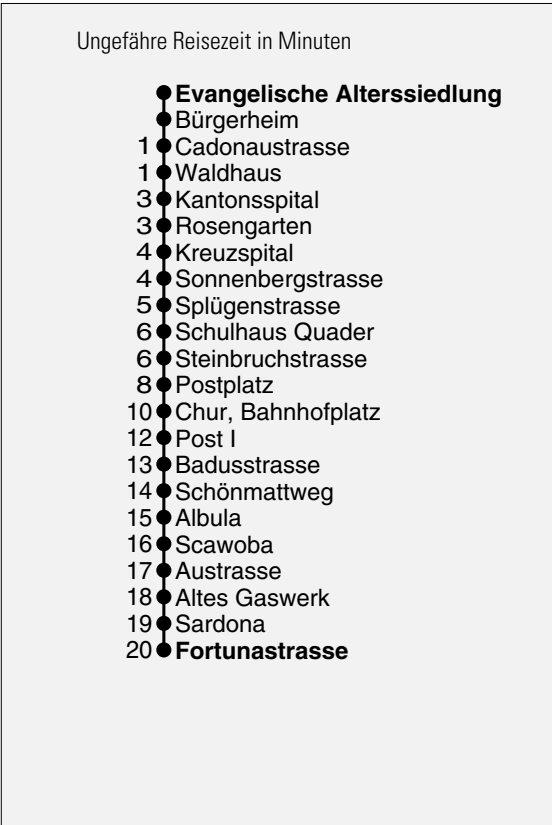 Ungefähre Reisezeit in Minuten
Evangelische Alterssiedlung
Bürgerheim
1 Cadonaustrasse
1 Waldhaus
3 Kantonsspital
3 Rosengarten
4 Kreuzspital
4 Sonnenbergstrasse
5 Splügenstrasse
6 Schulhaus Quader
6 Steinbruchstrasse
8 Postplatz
10 Chur, Bahnhofplatz
12 Post I
13 Badusstrasse
14 Schönmattweg
15 Albula
16 Scawoba
17 Austrasse
18 Altes Gaswerk
19 Sardona
20 Fortunastrasse